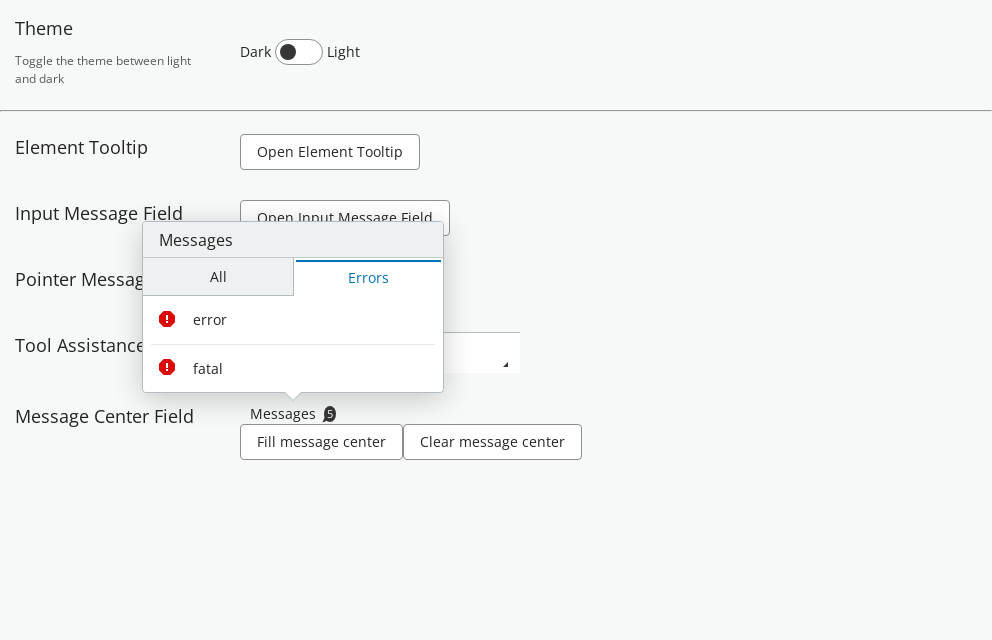 Theme
Toggle the theme between light
and dark
Dark Light
Element Tooltip
Open Element Tooltip
Input Message Field
Open Input Message Field
Messages
All
Errors
Pointer
error
Tool Assistance
fatal
Message Center Field
Messages 5
Fill message center
Clear message center